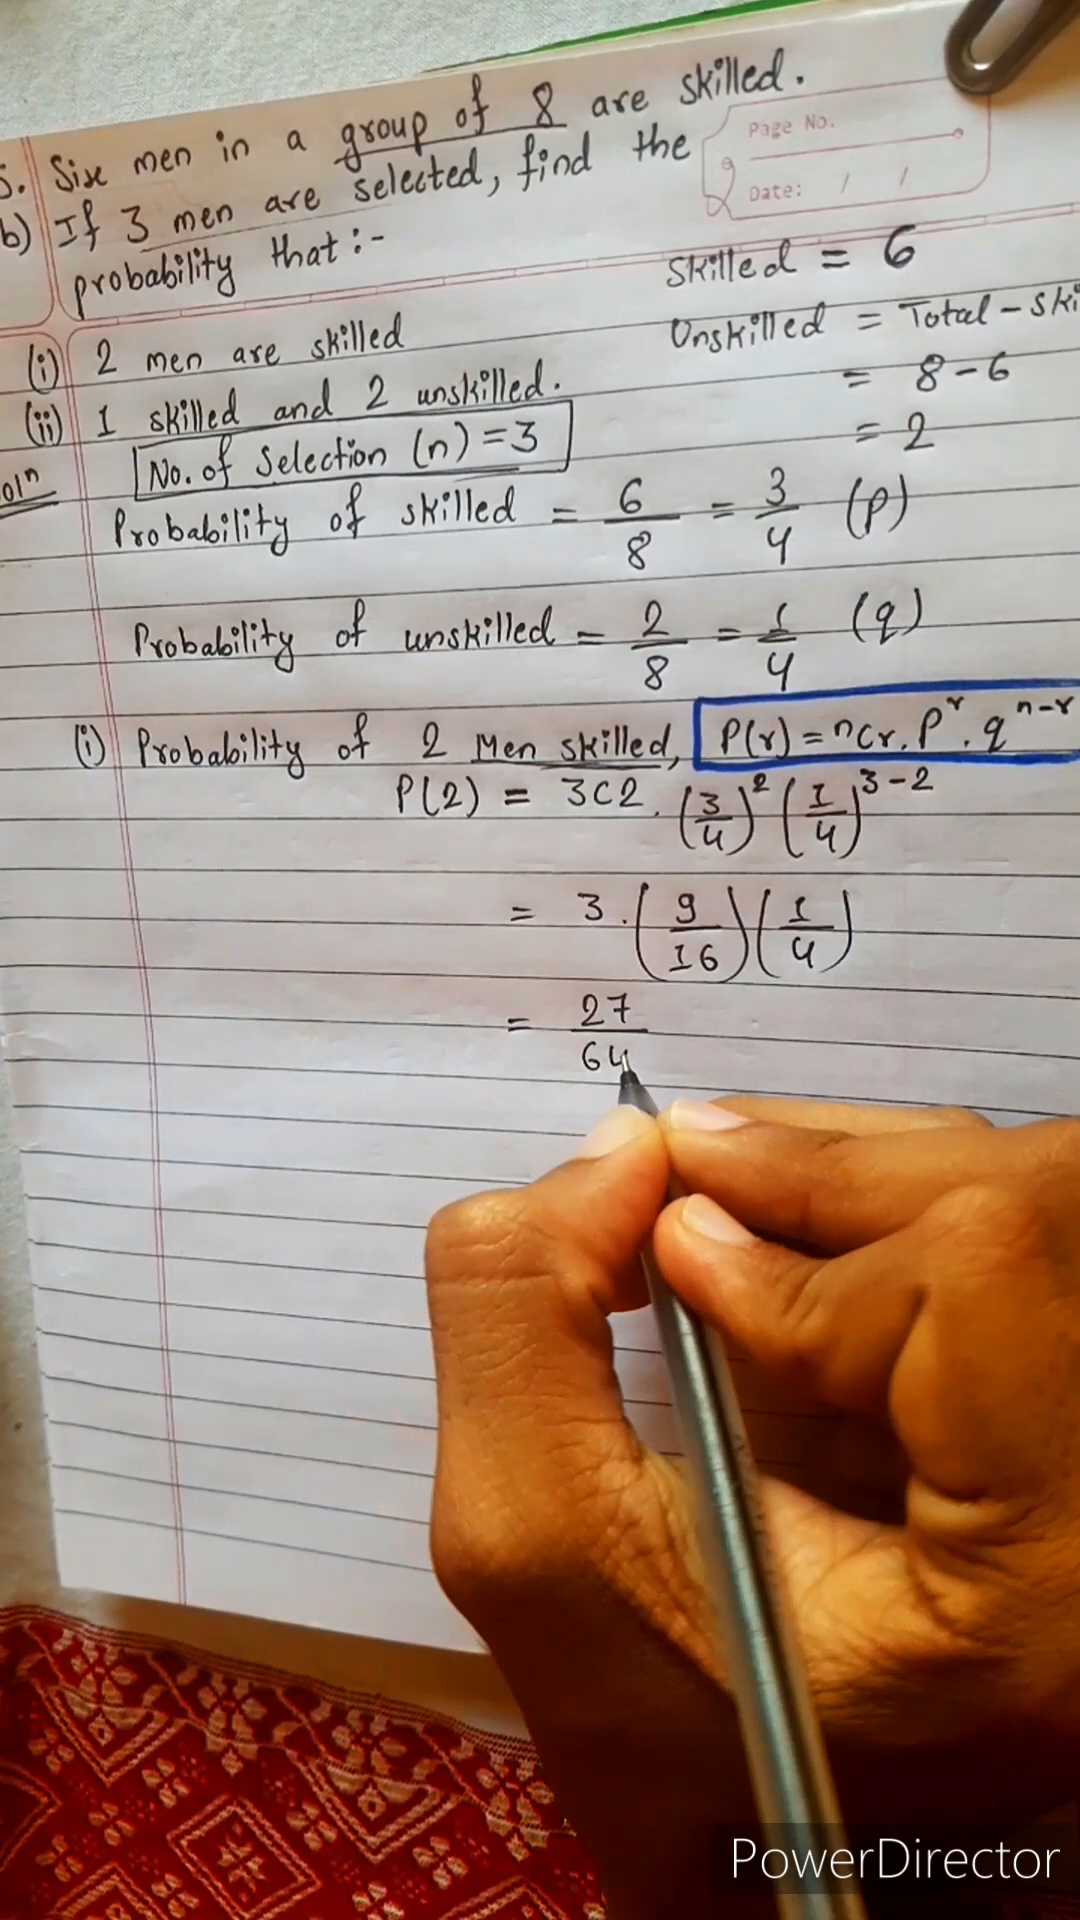 5. Six men in a group of 8 are skilled.
b) If 3 men are selected, find the
probability that :-
Page No.
Date: / /
(i) 2 men are skilled
(ii) 1 skilled and 2 unskilled.
Skilled = 6
Unskilled = Total - Ski
= 8 - 6
= 2
oln No. of Selection (n) = 3
Probability of skilled = 6/8 = 3/4 (p)
Probability of unskilled = 2/8 = 1/4 (q)
(i) Probability of 2 Men skilled, P(r) = nCr. P^r . q^n-r
P(2) = 3C2 . (3/4)^2 (1/4)^3-2
= 3 . (9/16) (1/4)
= 27/64
PowerDirector